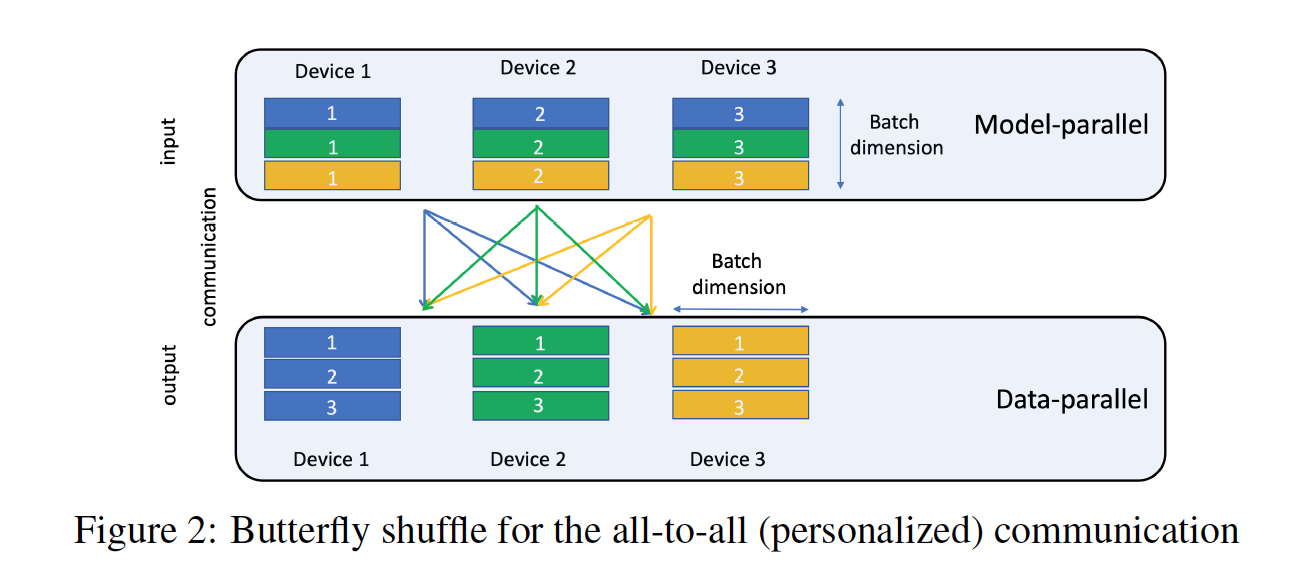 Device 1
Device 2
Device 3
input
1
2
3
1
2
3
1
2
3
Batch
dimension
Model-parallel
communication
Batch
dimension
output
1
1
1
2
2
2
3
3
3
Data-parallel
Device 1
Device 2
Device 3
Figure 2: Butterfly shuffle for the all-to-all (personalized) communication